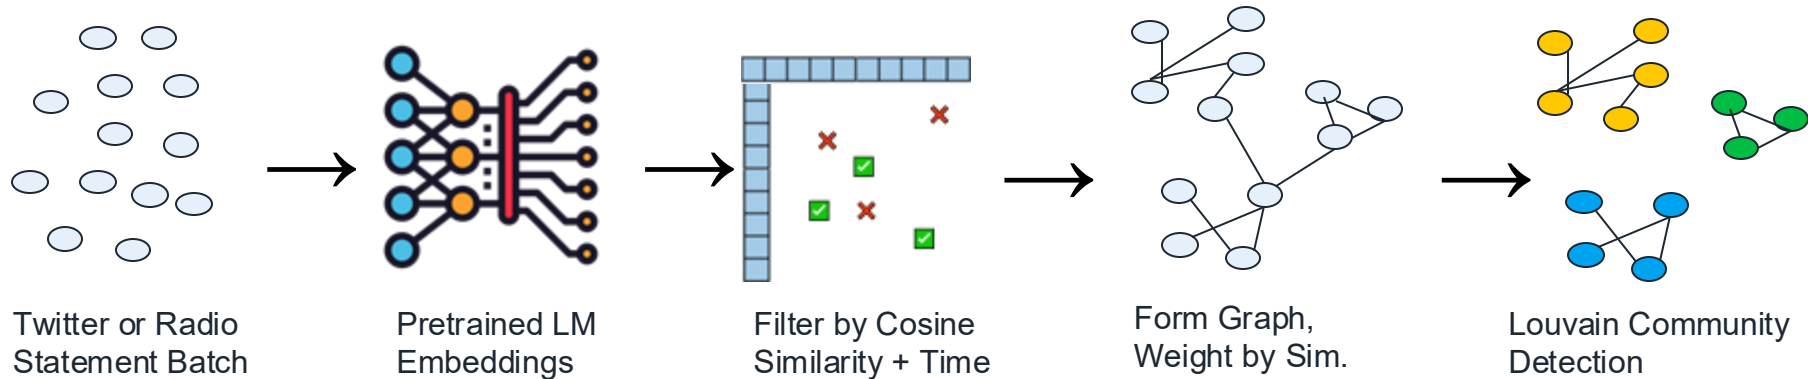 Twitter or Radio
Statement Batch
Pretrained LM
Embeddings
Filter by Cosine
Similarity + Time
Form Graph,
Weight by Sim.
Louvain Community
Detection